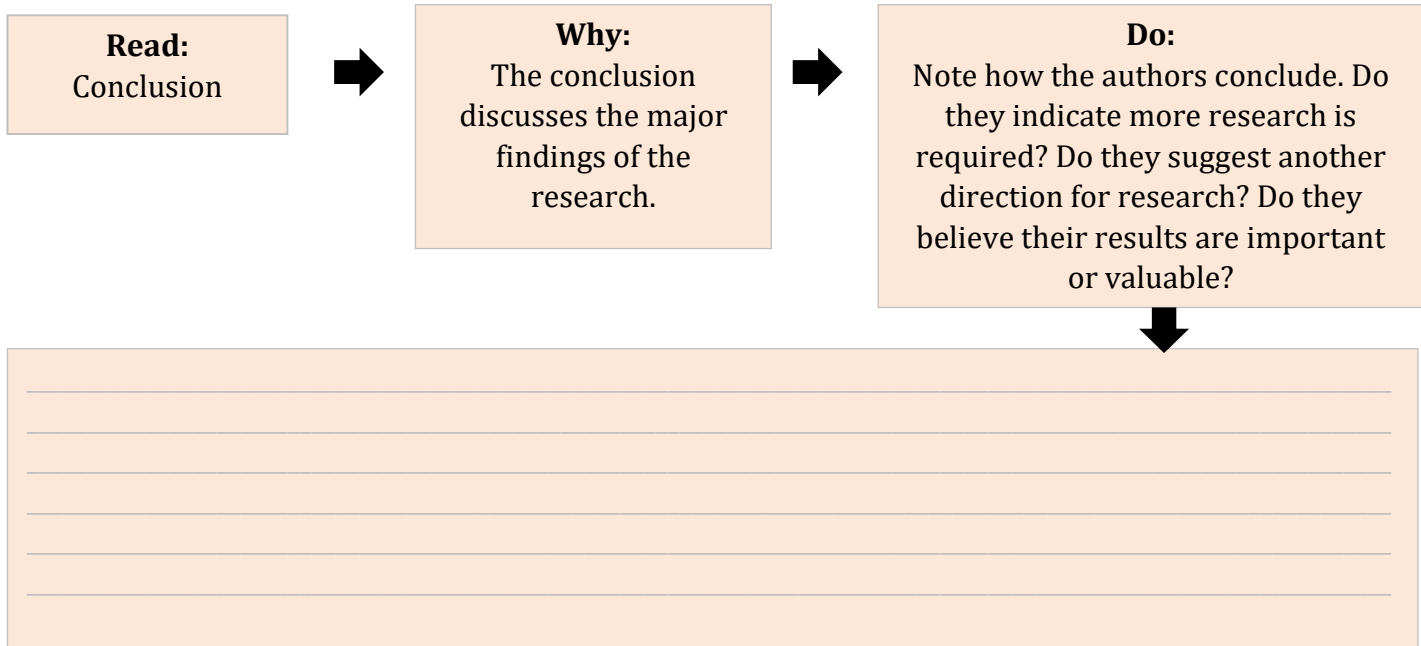 Read:
Conclusion
Why:
The conclusion
discusses the major
findings of the
research.
Do:
Note how the authors conclude. Do
they indicate more research is
required? Do they suggest another
direction for research? Do they
believe their results are important
or valuable?